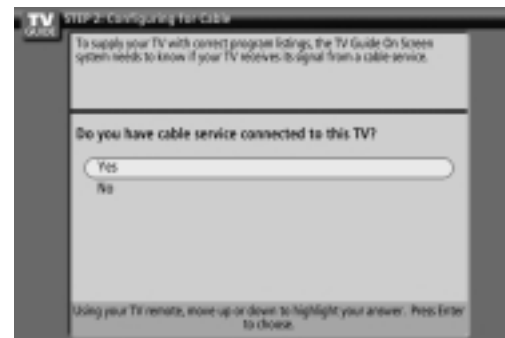 TV
GUIDE
STEP 2: Configuring for Cable
To supply your TV with correct program listings, the TV Guide On Screen
system needs to know if your TV receives its signal from a cable service.
Do you have cable service connected to this TV?
Yes
No
Using your TV remote, move up or down to highlight your answer. Press Enter
to choose.